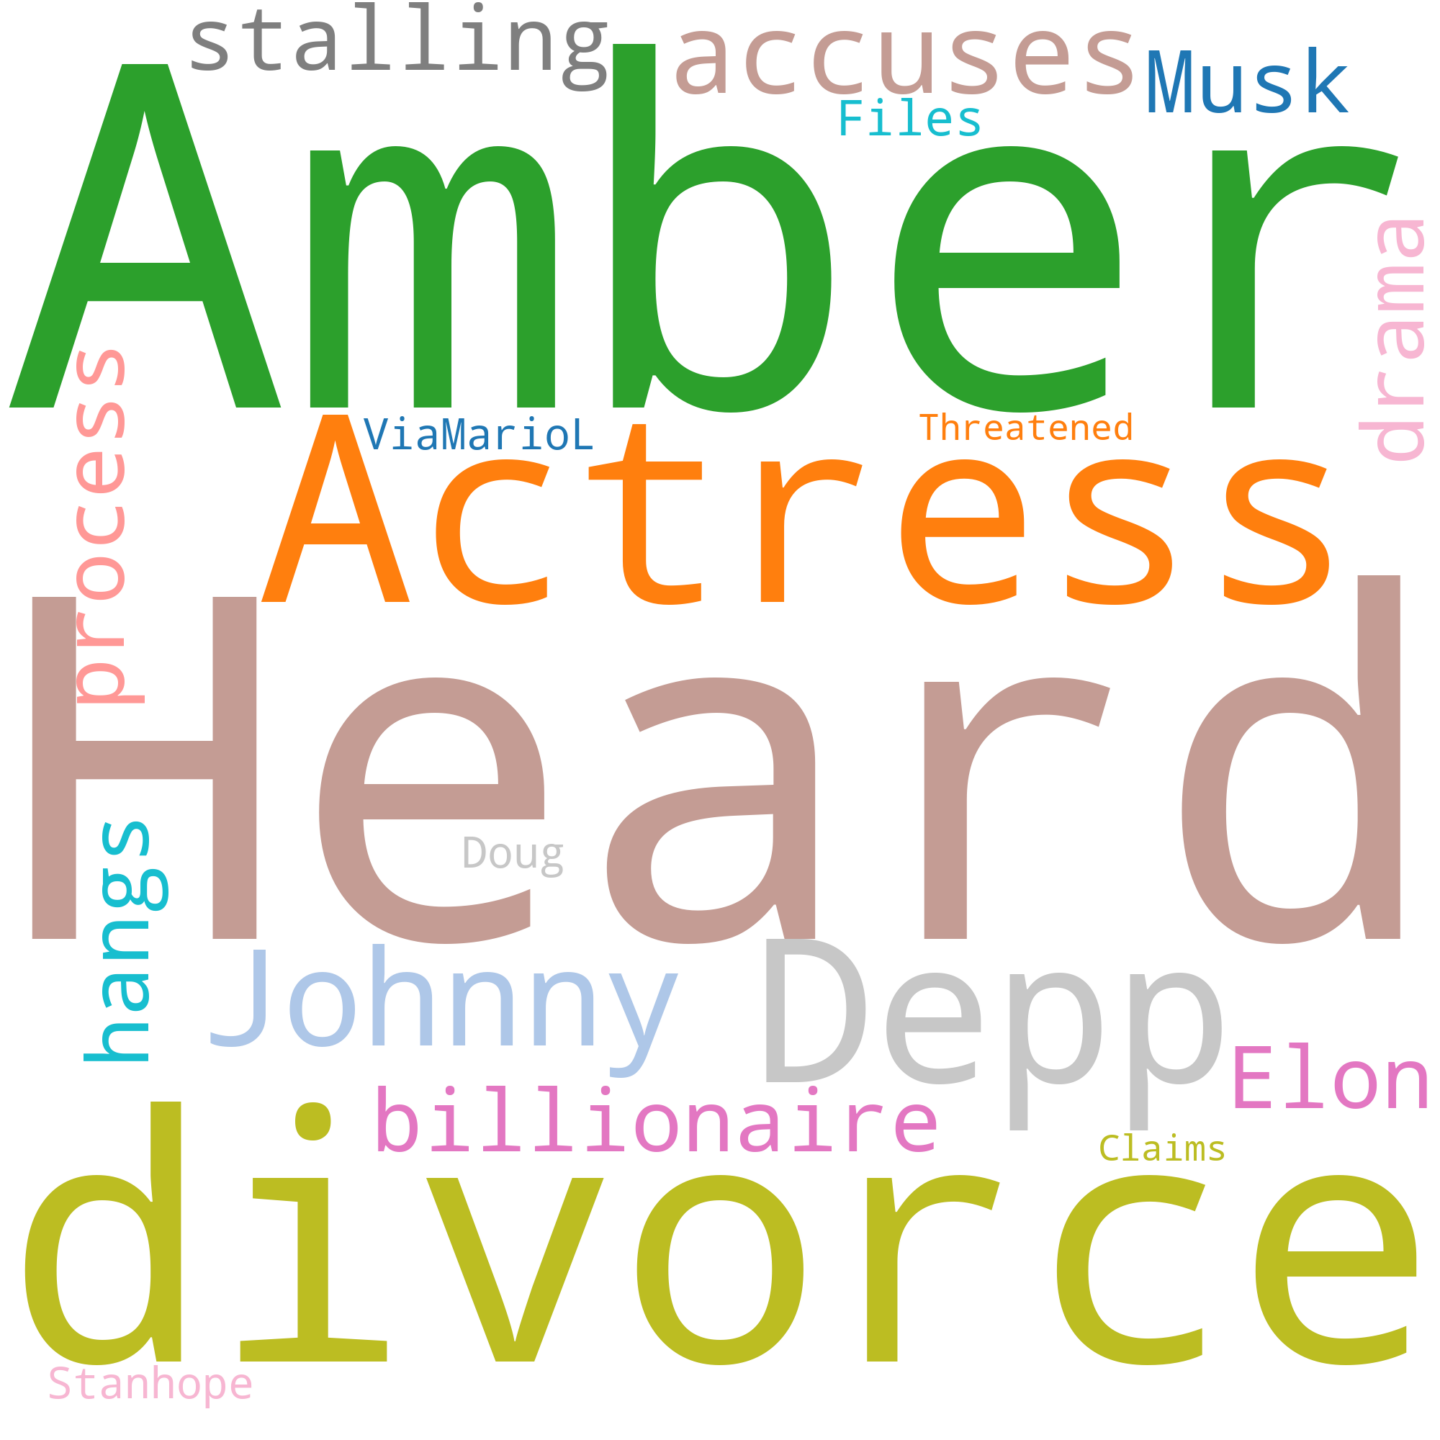 stalling
accuses
Musk
Files
Amber
drama
process
ViaMarioL
Threatened
Actress
Heard
Doug
hangs
Johnny
Depp
Elon
billionaire
Claims
divorce
Stanhope